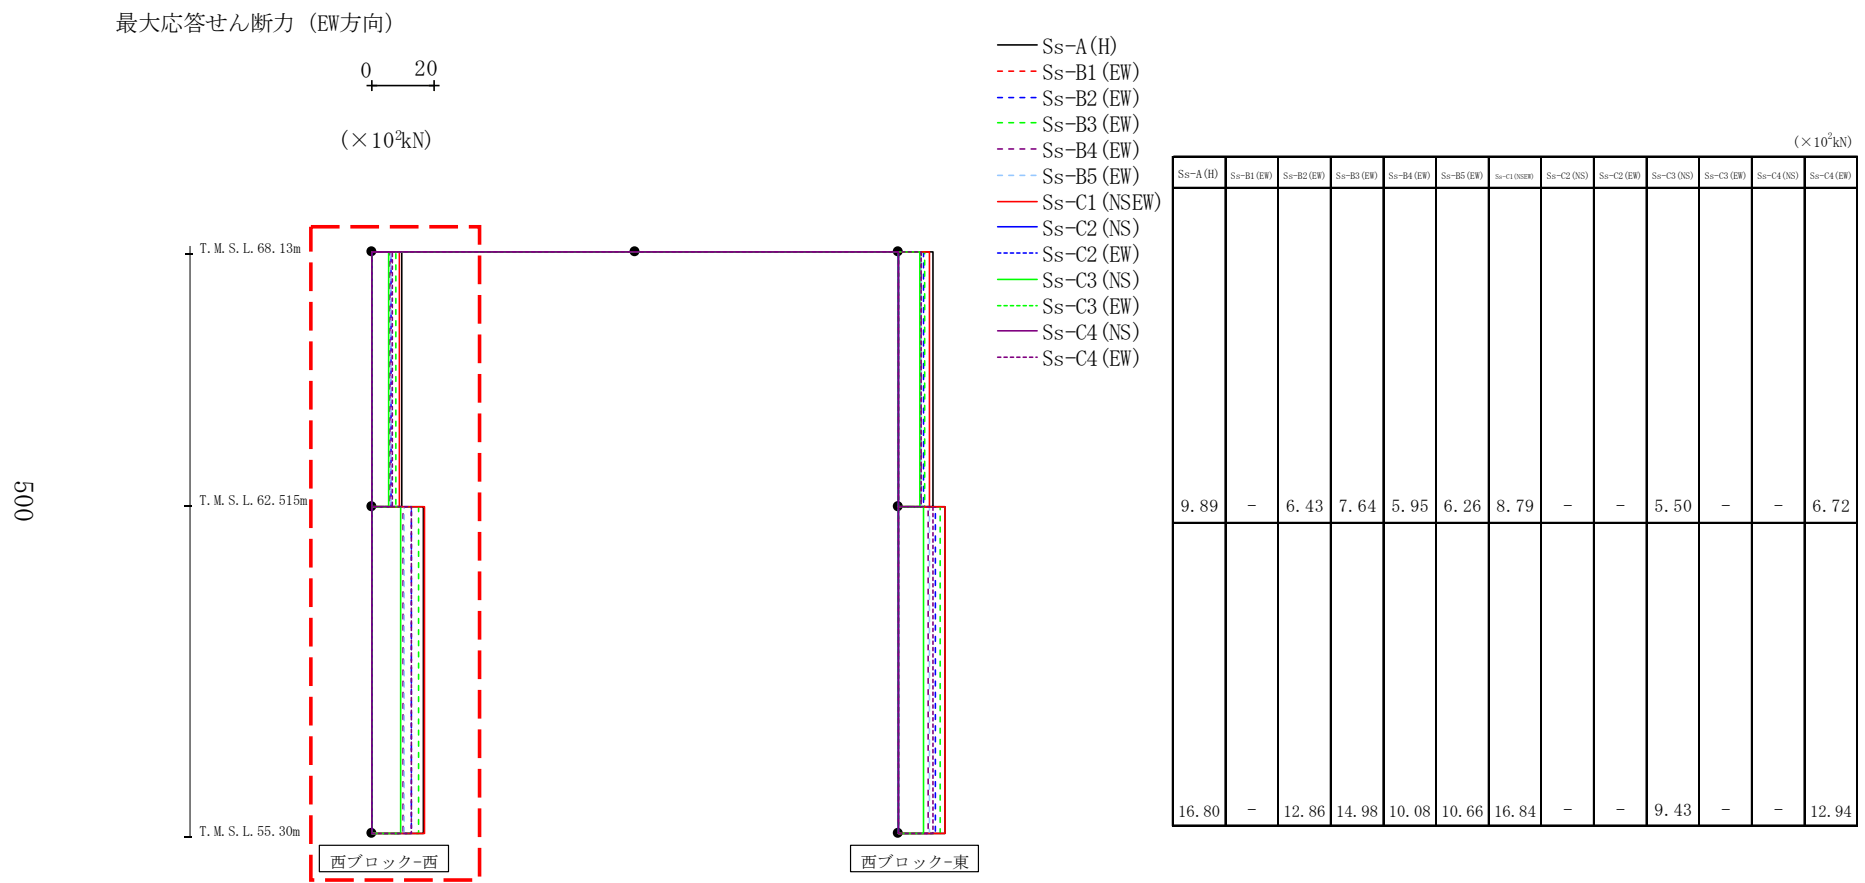 最大応答せん断力 (EW方向)
0 20
(×10²kN)
Ss-A(H)
Ss-B1(EW)
Ss-B2(EW)
Ss-B3(EW)
Ss-B4(EW)
Ss-B5(EW)
Ss-C1(NSEW)
Ss-C2(NS)
Ss-C2(EW)
Ss-C3(NS)
Ss-C3(EW)
Ss-C4(NS)
Ss-C4(EW)
T.M.S.L.68.13m
T.M.S.L.62.515m
T.M.S.L.55.30m
西ブロック-西
西ブロック-東
(×10²kN)
Ss-A(H) Ss-B1(EW) Ss-B2(EW) Ss-B3(EW) Ss-B4(EW) Ss-B5(EW) Ss-C1(NSEW) Ss-C2(NS) Ss-C2(EW) Ss-C3(NS) Ss-C3(EW) Ss-C4(NS) Ss-C4(EW)
9.89 - 6.43 7.64 5.95 6.26 8.79 - - 5.50 - - 6.72
16.80 - 12.86 14.98 10.08 10.66 16.84 - - 9.43 - - 12.94
500